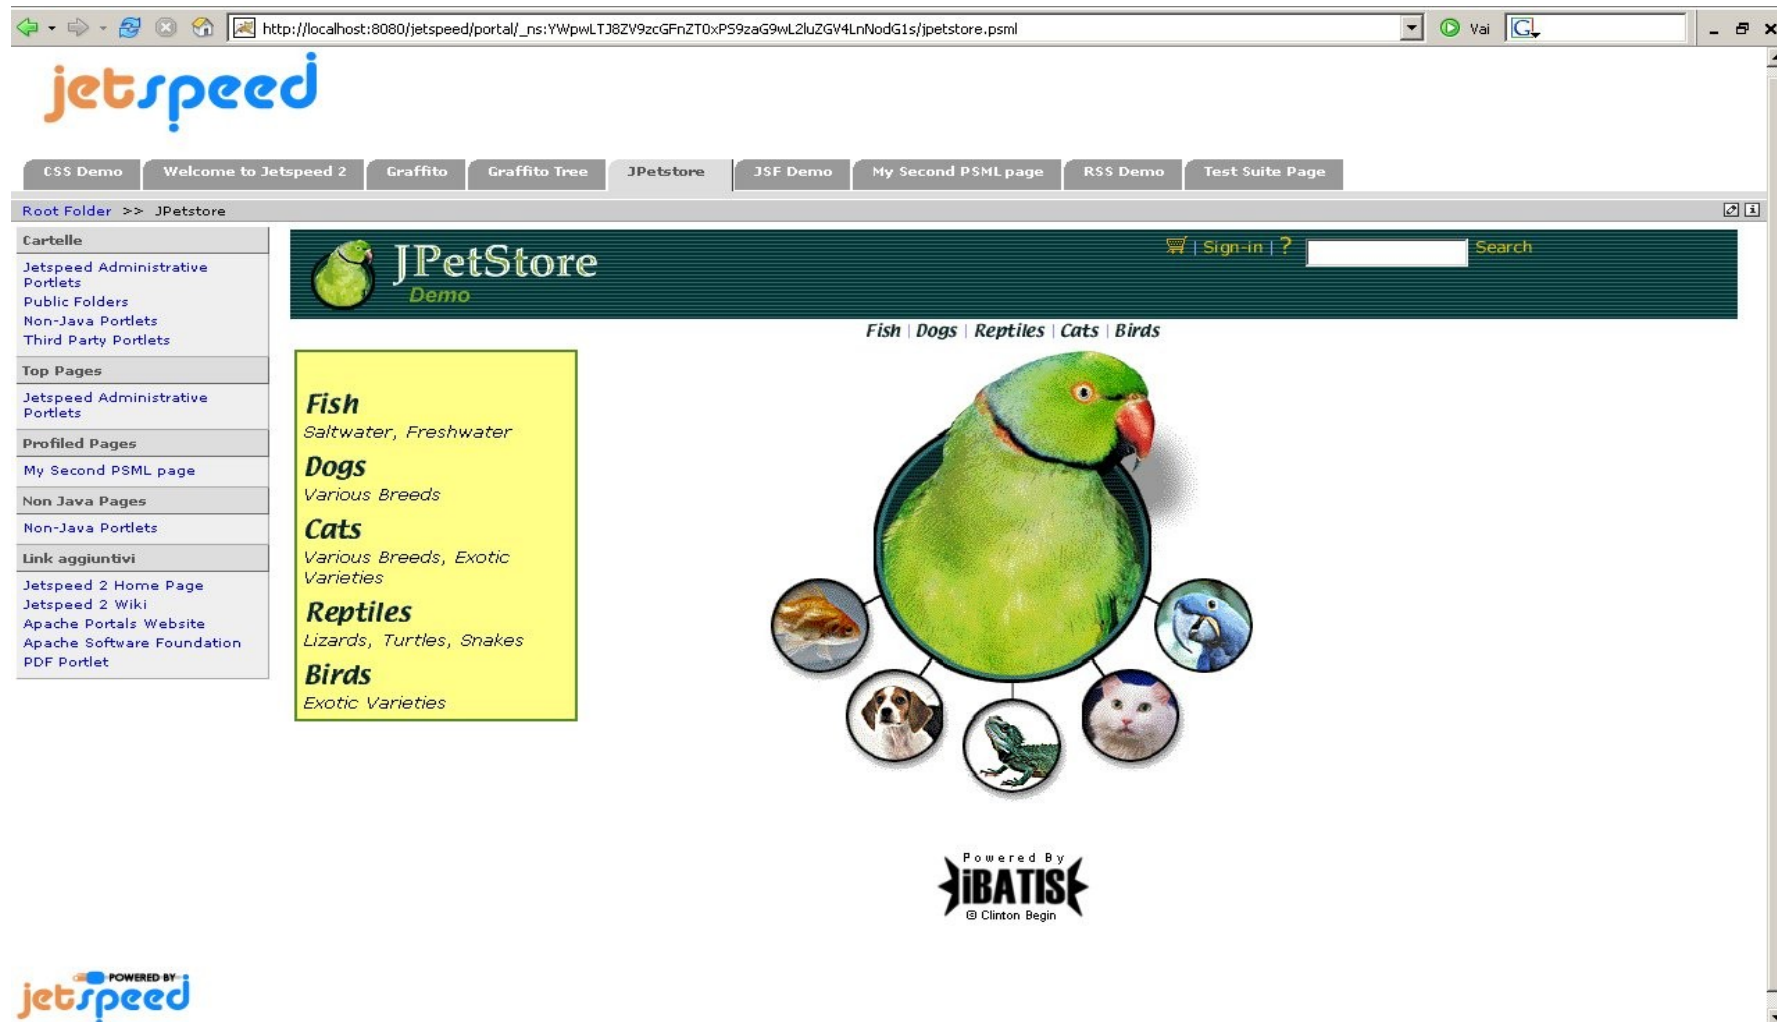 http://localhost:8080/jetspeed/portal/_ns:YWpwLTJ8ZV9zcGFnZT0xPS9zaG9wL2luZGV4LnNodG1s/jpetstore.psml Vai
jetspeed
CSS Demo Welcome to Jetspeed 2 Graffito Graffito Tree JPetstore JSF Demo My Second PSML page RSS Demo Test Suite Page
Root Folder >> JPetstore
Cartelle
Jetspeed Administrative
Portlets
Public Folders
Non-Java Portlets
Third Party Portlets
Top Pages
Jetspeed Administrative
Portlets
Profiled Pages
My Second PSML page
Non Java Pages
Non-Java Portlets
Link aggiuntivi
Jetspeed 2 Home Page
Jetspeed 2 Wiki
Apache Portals Website
Apache Software Foundation
PDF Portlet
JPetStore
Demo
| Sign-in | ? Search
Fish | Dogs | Reptiles | Cats | Birds
Fish
Saltwater, Freshwater
Dogs
Various Breeds
Cats
Various Breeds, Exotic
Varieties
Reptiles
Lizards, Turtles, Snakes
Birds
Exotic Varieties
Powered By
iBATIS
© Clinton Begin
POWERED BY
jetspeed